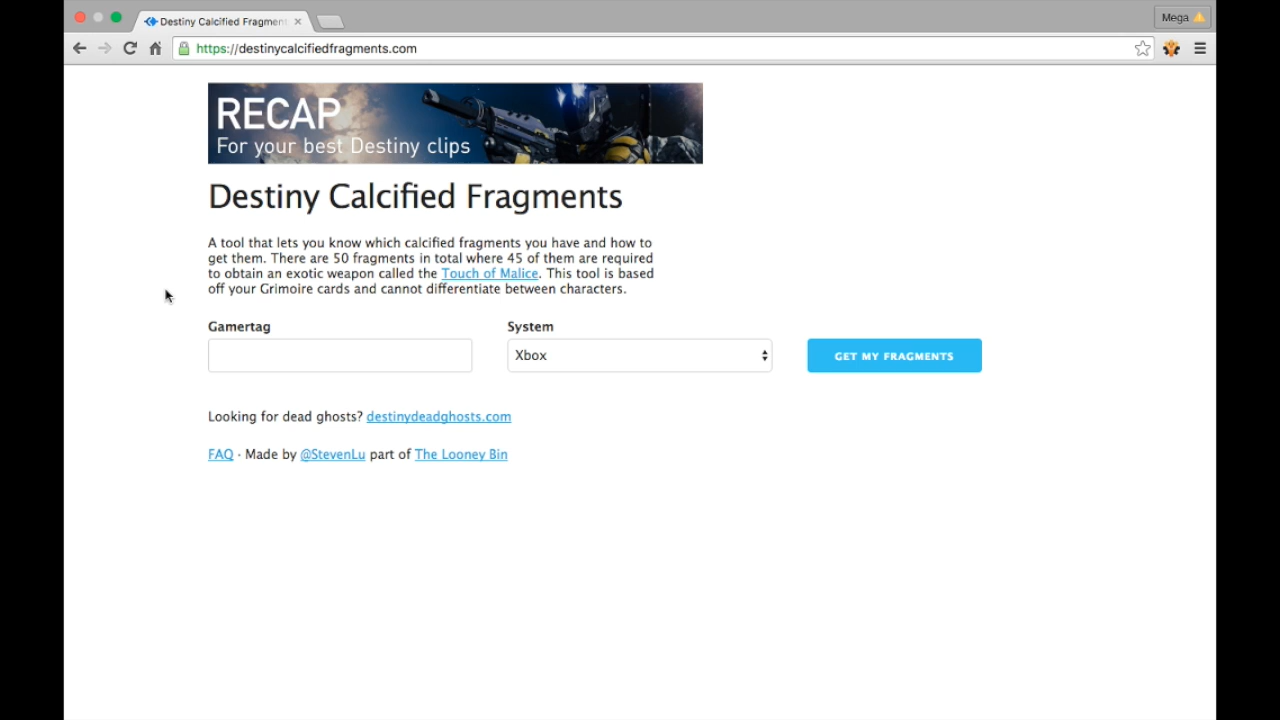 Destiny Calcified Fragment
Mega
https://destinycalcifiedfragments.com
RECAP
For your best Destiny clips
Destiny Calcified Fragments
A tool that lets you know which calcified fragments you have and how to
get them. There are 50 fragments in total where 45 of them are required
to obtain an exotic weapon called the Touch of Malice. This tool is based
off your Grimoire cards and cannot differentiate between characters.
Gamertag
System
Xbox
GET MY FRAGMENTS
Looking for dead ghosts? destinydeadghosts.com
FAQ · Made by @StevenLu part of The Looney Bin